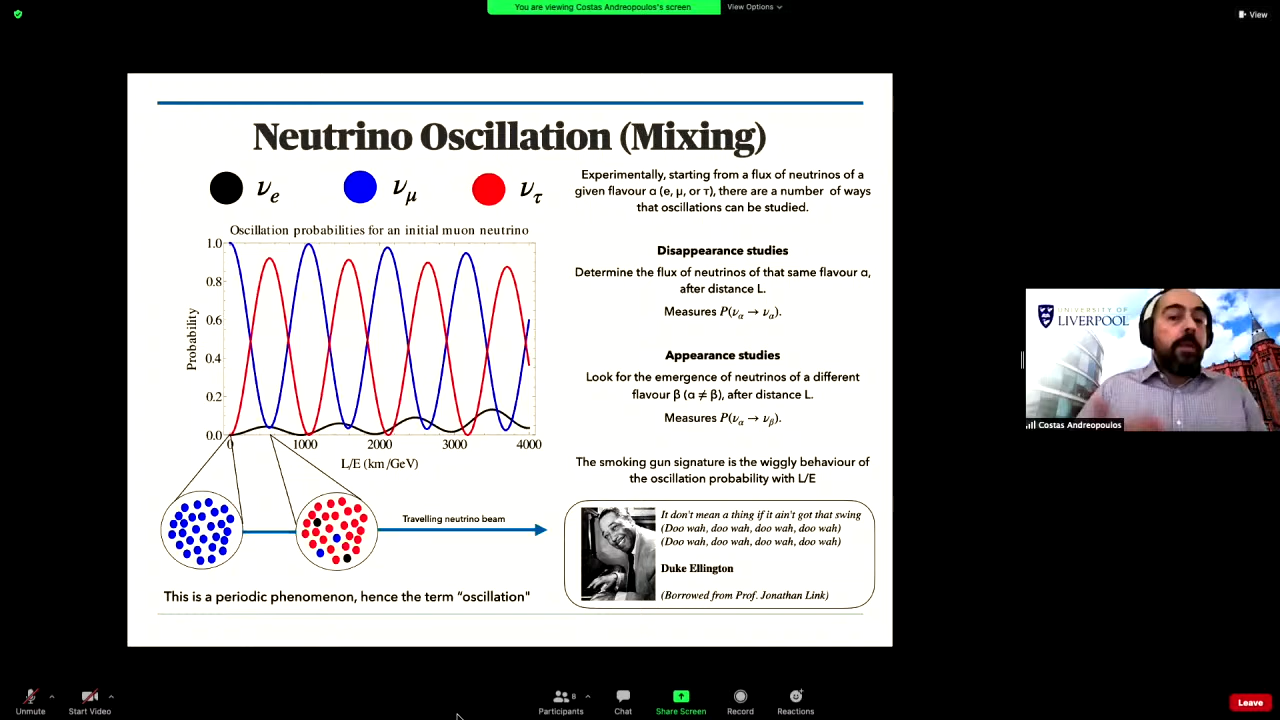 You are viewing Costas Andreopoulos's screen
View Options
View
Neutrino Oscillation (Mixing)
νe
νμ
ντ
Oscillation probabilities for an initial muon neutrino
Probability
1.0
0.8
0.6
0.4
0.2
0.0
0
1000
2000
3000
4000
L/E (km/GeV)
Travelling neutrino beam
This is a periodic phenomenon, hence the term "oscillation"
Experimentally, starting from a flux of neutrinos of a
given flavour α (e, μ, or τ), there are a number of ways
that oscillations can be studied.
Disappearance studies
Determine the flux of neutrinos of that same flavour α,
after distance L.
Measures P(να → να).
Appearance studies
Look for the emergence of neutrinos of a different
flavour β (α ≠ β), after distance L.
Measures P(να → νβ).
The smoking gun signature is the wiggly behaviour of
the oscillation probability with L/E
It don't mean a thing if it ain't got that swing
(Doo wah, doo wah, doo wah, doo wah)
(Doo wah, doo wah, doo wah, doo wah)
Duke Ellington
(Borrowed from Prof. Jonathan Link)
UNIVERSITY OF
LIVERPOOL
Costas Andreopoulos
Unmute
Start Video
Participants
8
Chat
Share Screen
Record
Reactions
Leave